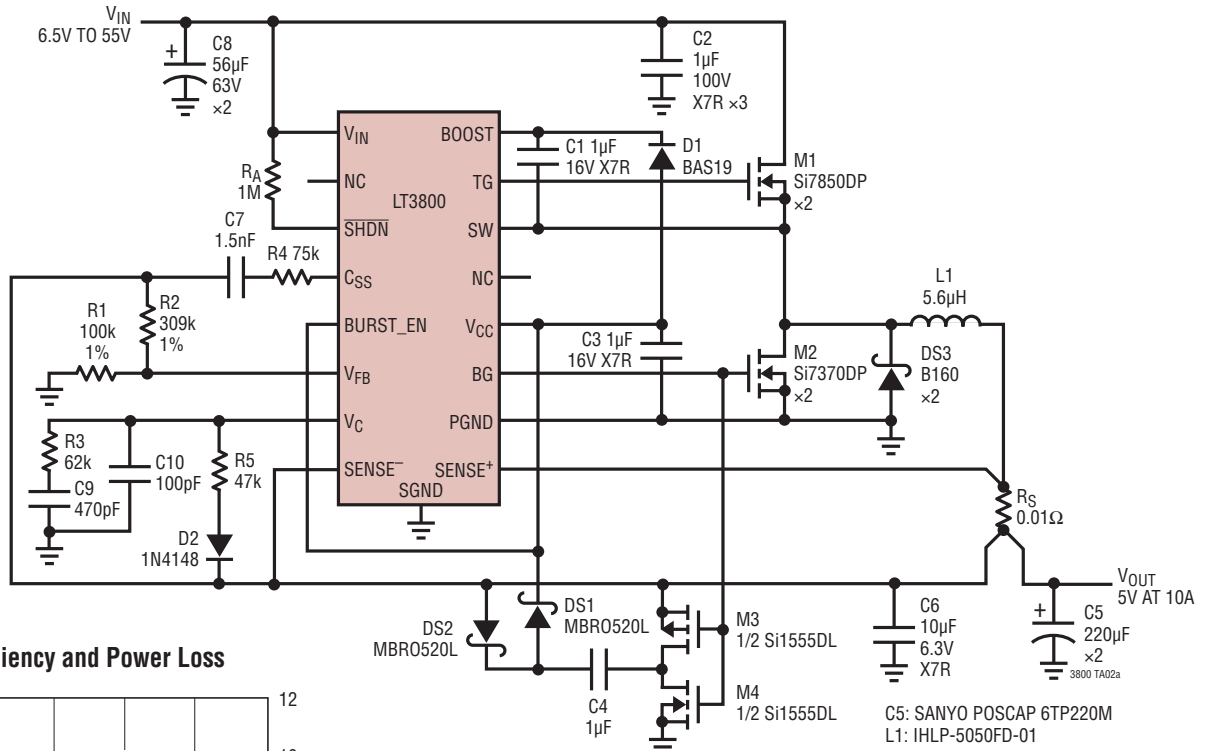 VIN
6.5V TO 55V
+
C8
56µF
63V
×2
C2
1µF
100V
X7R ×3
RA
1M
VIN
NC
SHDN
CSS
BURST_EN
VFB
VC
SENSE–
LT3800
SGND
BOOST
TG
SW
NC
VCC
BG
PGND
SENSE+
C1 1µF
16V X7R
D1
BAS19
M1
Si7850DP
×2
C7
1.5nF
R4 75k
R1
100k
1%
R2
309k
1%
C3 1µF
16V X7R
M2
Si7370DP
×2
L1
5.6µH
DS3
B160
×2
R3
62k
C9
470pF
C10
100pF
R5
47k
D2
1N4148
RS
0.01Ω
VOUT
5V AT 10A
DS2
MBRO520L
DS1
MBRO520L
C4
1µF
M3
1/2 Si1555DL
M4
1/2 Si1555DL
C6
10µF
6.3V
X7R
+
C5
220µF
×2
3800 TA02a
C5: SANYO POSCAP 6TP220M
L1: IHLP-5050FD-01
iency and Power Loss
12